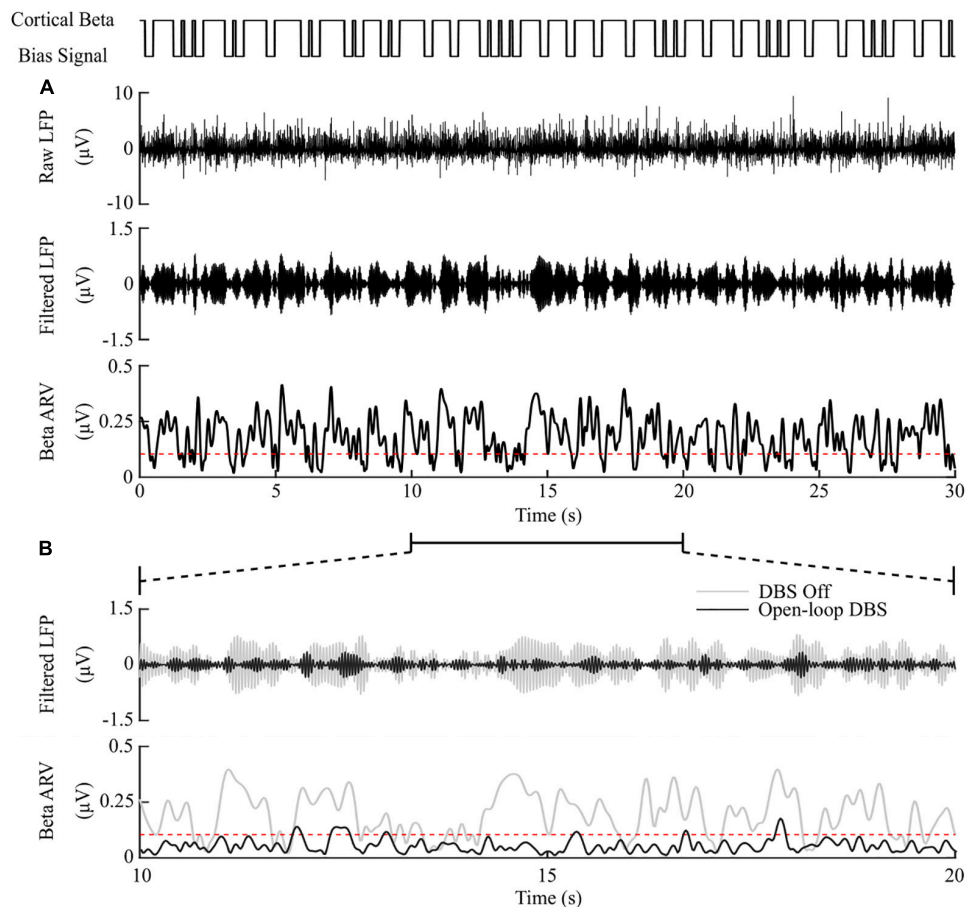 Cortical Beta
Bias Signal
A
Raw LFP
(µV)
10
0
-10
Filtered LFP
(µV)
1.5
0
-1.5
Beta ARV
(µV)
0.5
0.25
0
0 5 10 15 20 25 30
Time (s)
B
DBS Off
Open-loop DBS
Filtered LFP
(µV)
1.5
0
-1.5
Beta ARV
(µV)
0.5
0.25
0
10 15 20
Time (s)